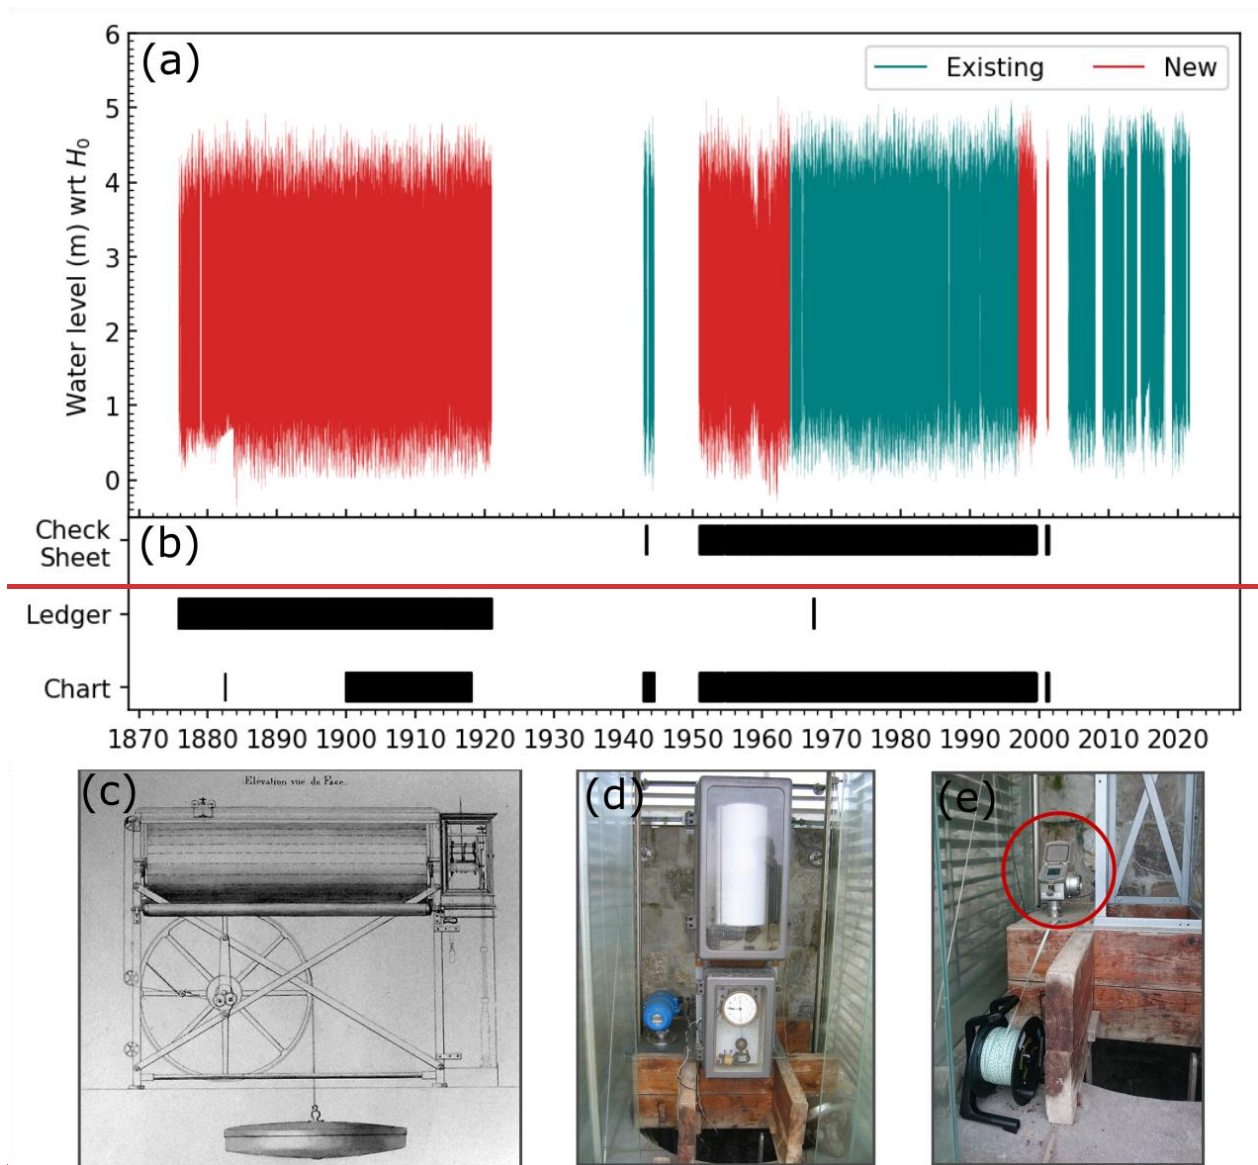 (a)
Existing
New
Water level (m) wrt H₀
6
5
4
3
2
1
0
(b)
Check
Sheet
Ledger
Chart
1870 1880 1890 1900 1910 1920 1930 1940 1950 1960 1970 1980 1990 2000 2010 2020
(c)
Elévation vue de Face.
(d)
(e)